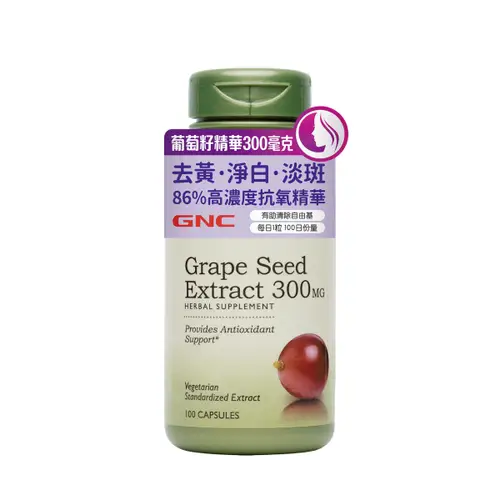 葡萄籽精華300毫克
去黃·淨白·淡斑
86%高濃度抗氧精華
GNC
有助清除自由基
每日1粒 100日份量
Grape Seed
Extract 300MG
HERBAL SUPPLEMENT
Provides Antioxidant
Support*
Vegetarian
Standardized Extract
100 CAPSULES